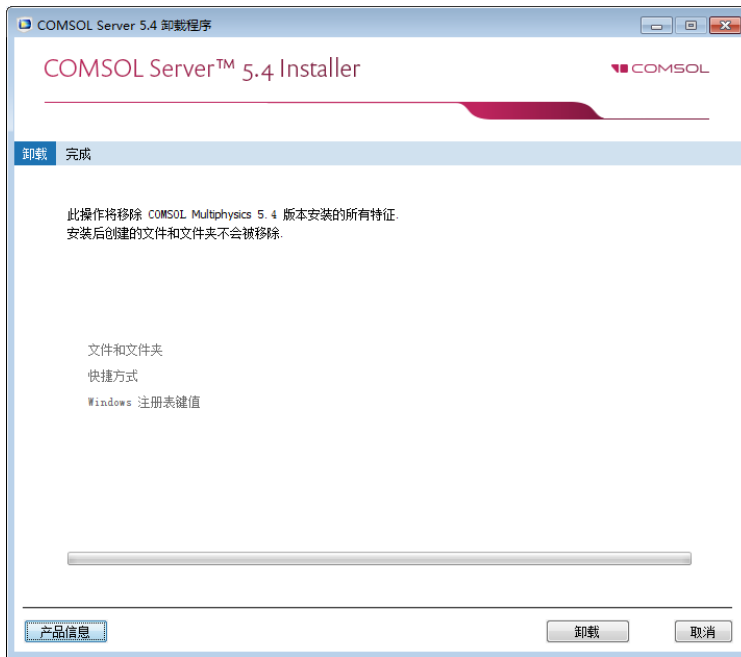 COMSOL Server 5.4 卸载程序
COMSOL Server™ 5.4 Installer
COMSOL
卸载 完成
此操作将移除 COMSOL Multiphysics 5.4 版本安装的所有特征.
安装后创建的文件和文件夹不会被移除.
文件和文件夹
快捷方式
Windows 注册表键值
产品信息 卸载 取消